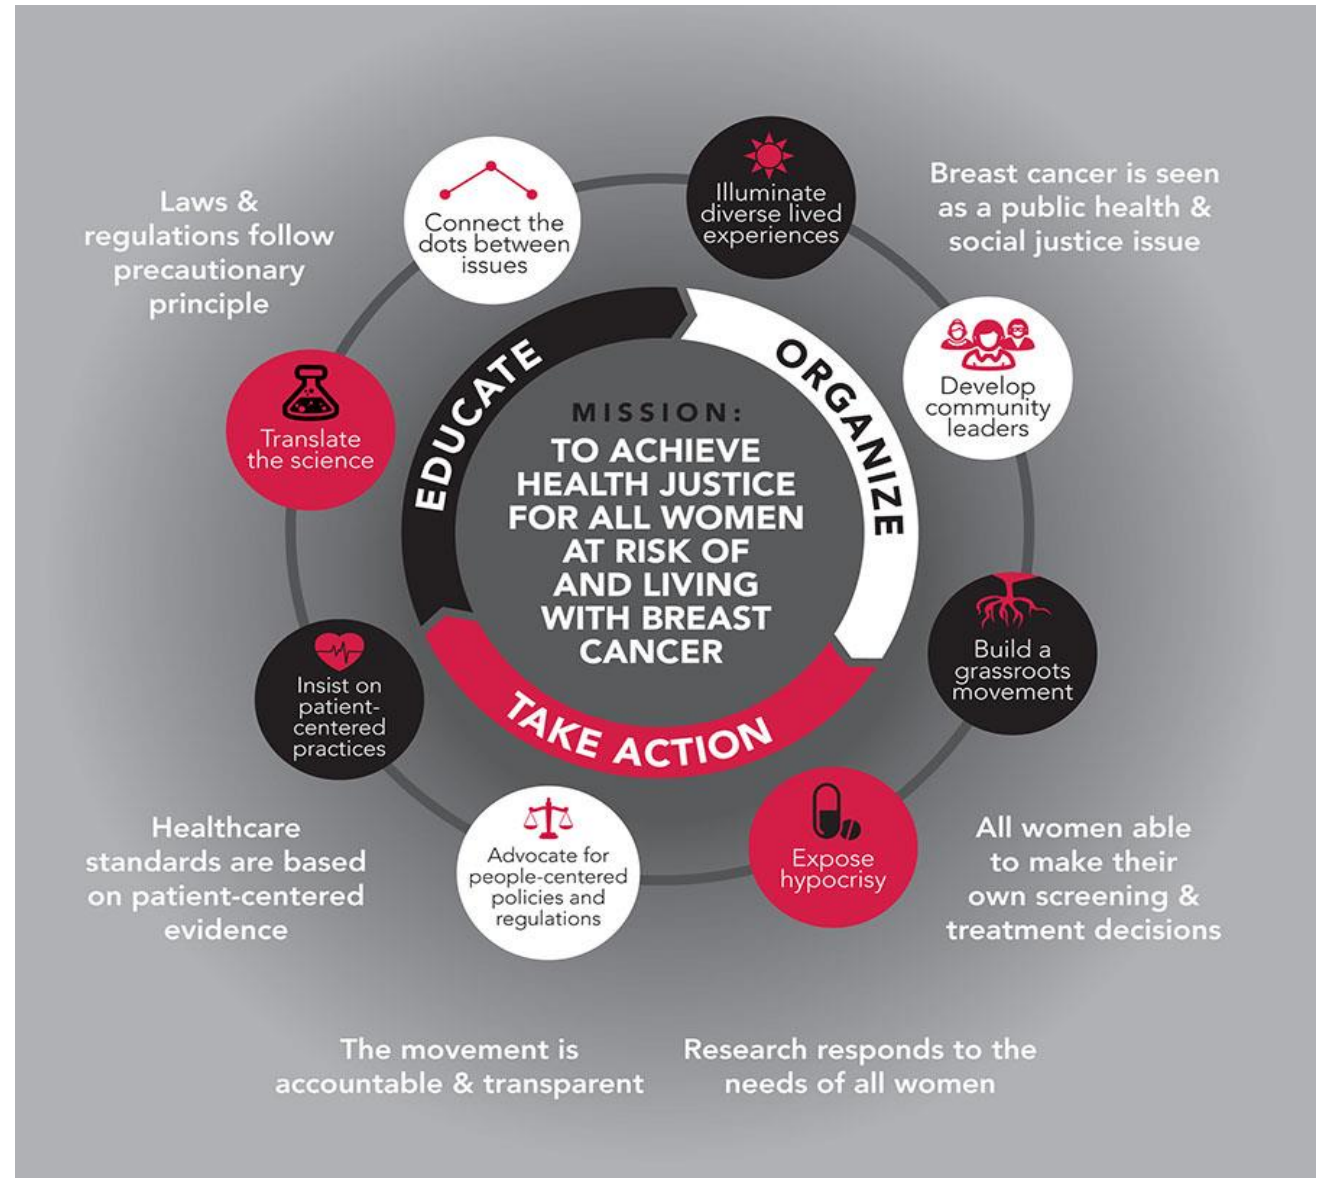 Laws &
regulations follow
precautionary
principle
Connect the
dots between
issues
Illuminate
diverse lived
experiences
Breast cancer is seen
as a public health &
social justice issue
Translate
the science
Develop
community
leaders
EDUCATE
ORGANIZE
TAKE ACTION
MISSION:
TO ACHIEVE
HEALTH JUSTICE
FOR ALL WOMEN
AT RISK OF
AND LIVING
WITH BREAST
CANCER
Insist on
patient-
centered
practices
Build a
grassroots
movement
Advocate for
people-centered
policies and
regulations
Expose
hypocrisy
Healthcare
standards are based
on patient-centered
evidence
All women able
to make their
own screening &
treatment decisions
The movement is
accountable & transparent
Research responds to the
needs of all women